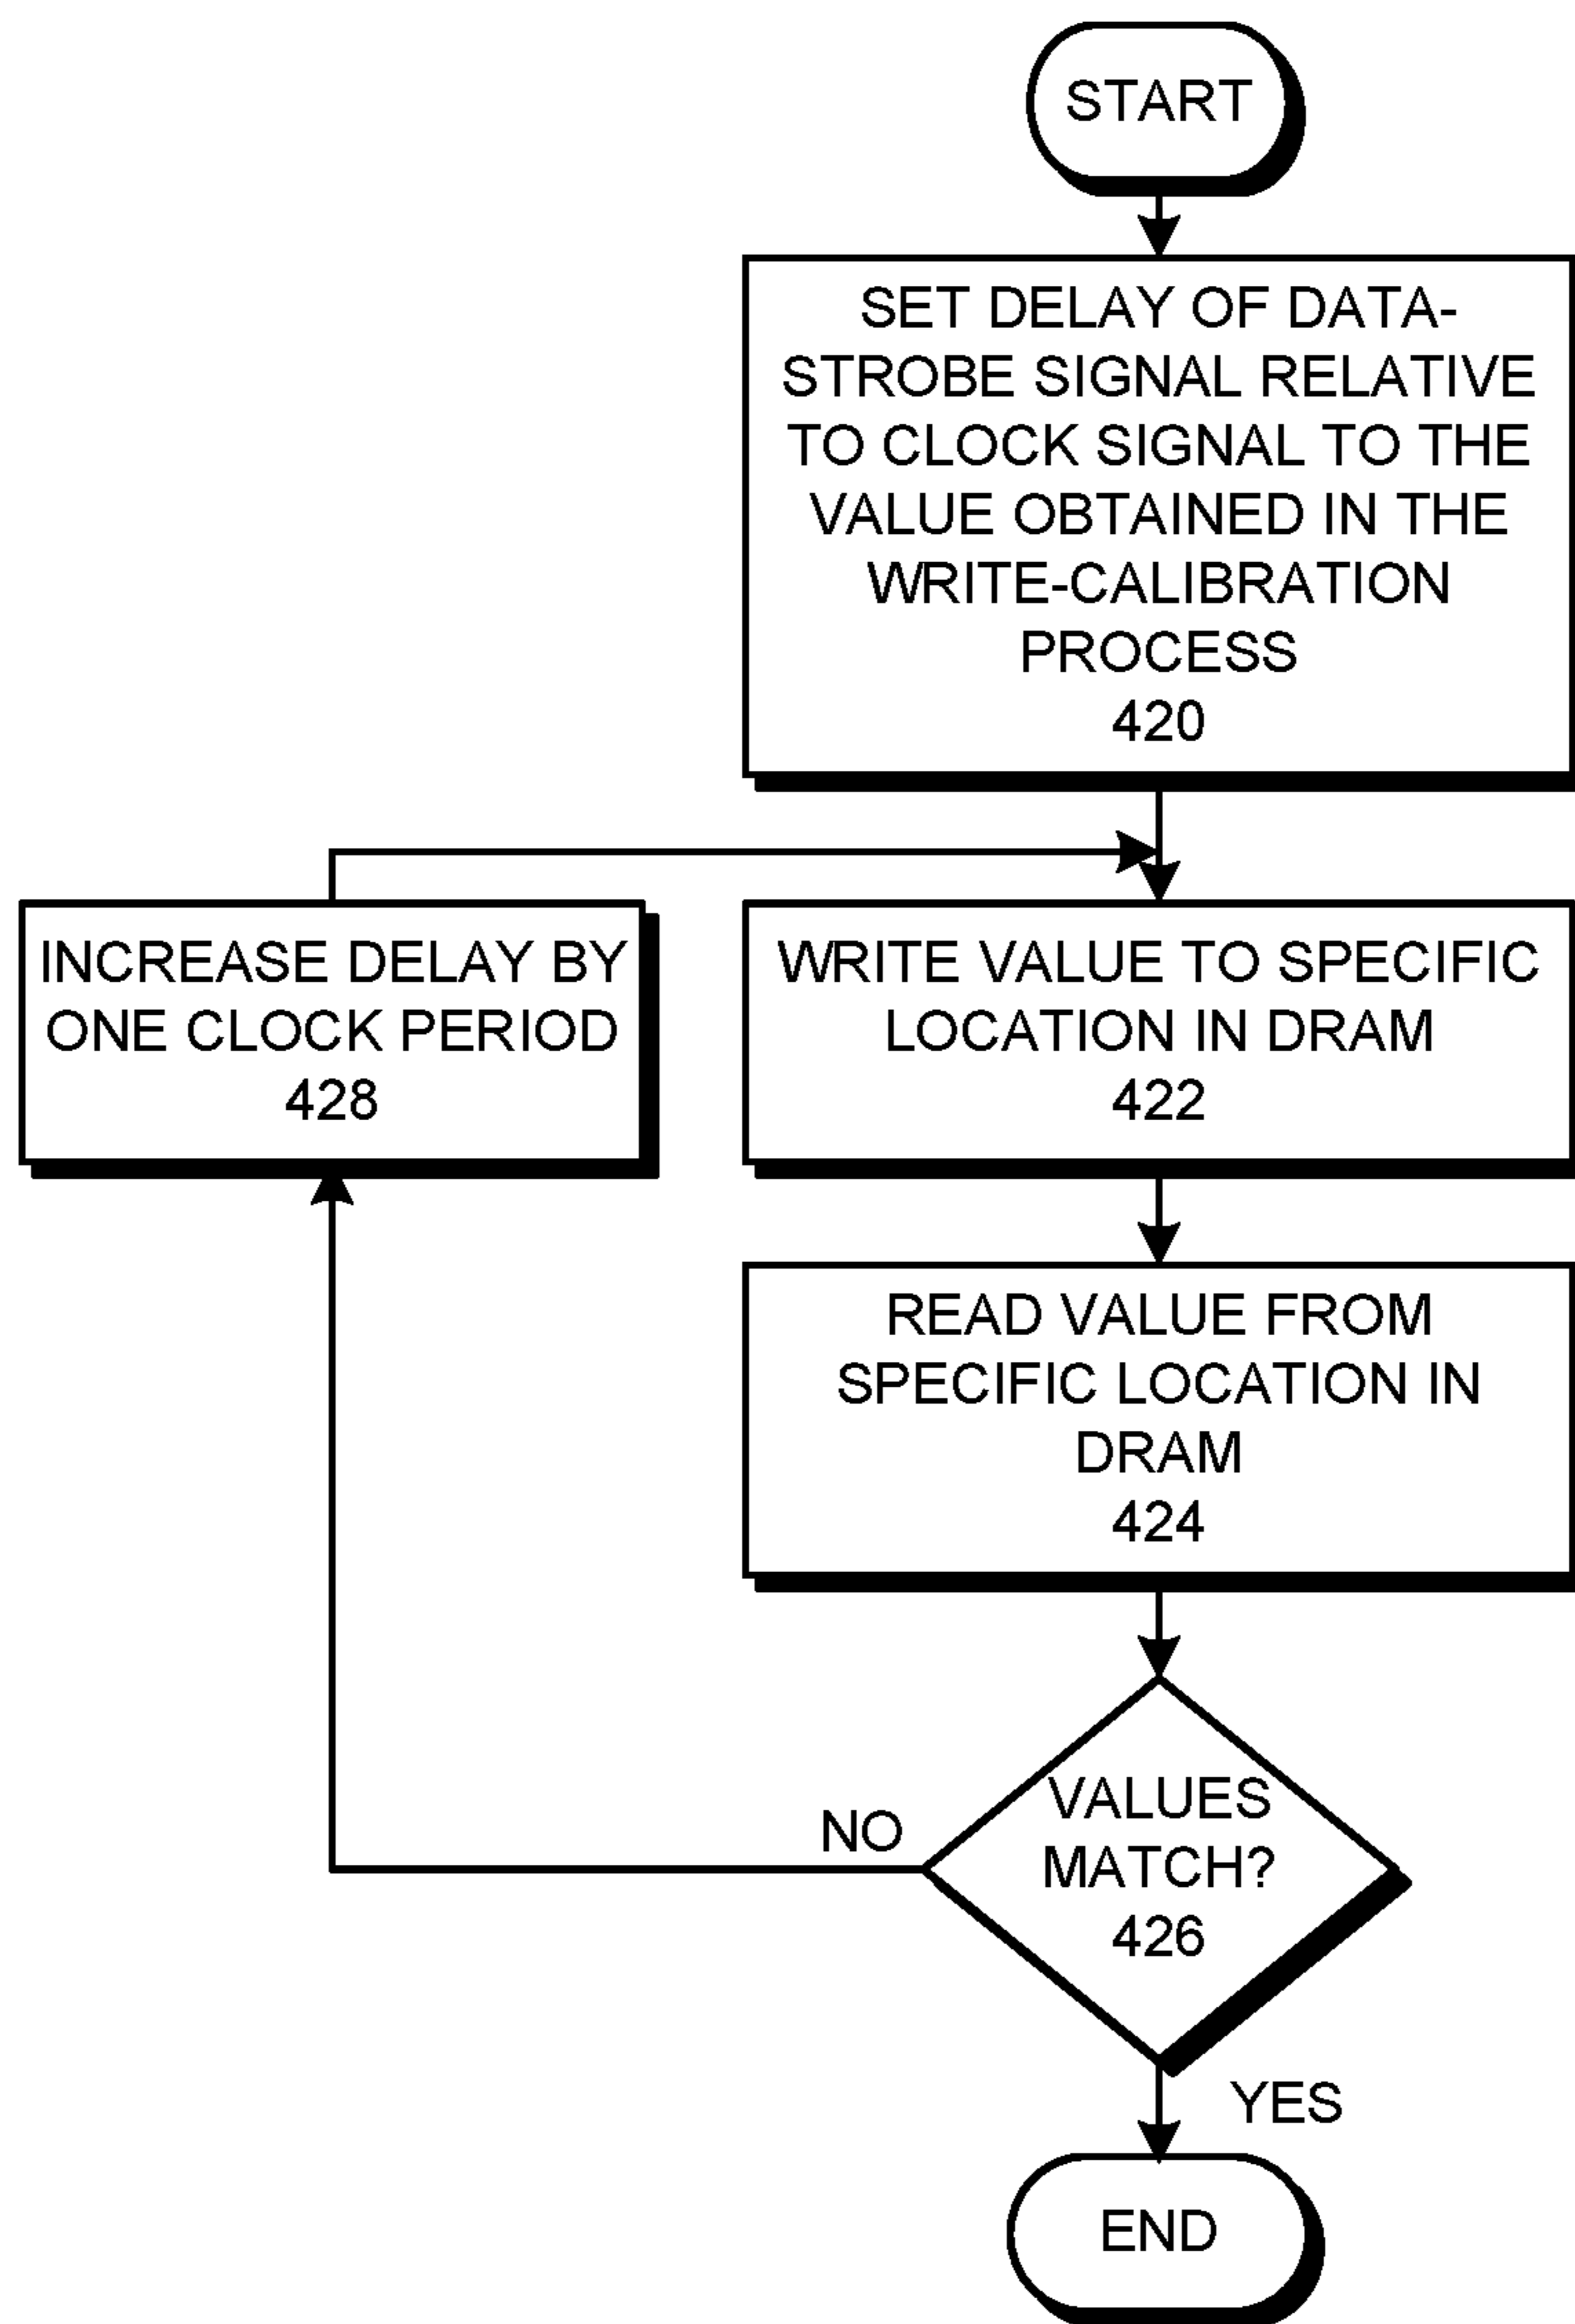 START
SET DELAY OF DATA-
STROBE SIGNAL RELATIVE
TO CLOCK SIGNAL TO THE
VALUE OBTAINED IN THE
WRITE-CALIBRATION
PROCESS
420
INCREASE DELAY BY
ONE CLOCK PERIOD
428
WRITE VALUE TO SPECIFIC
LOCATION IN DRAM
422
READ VALUE FROM
SPECIFIC LOCATION IN
DRAM
424
VALUES
MATCH?
426
NO
YES
END